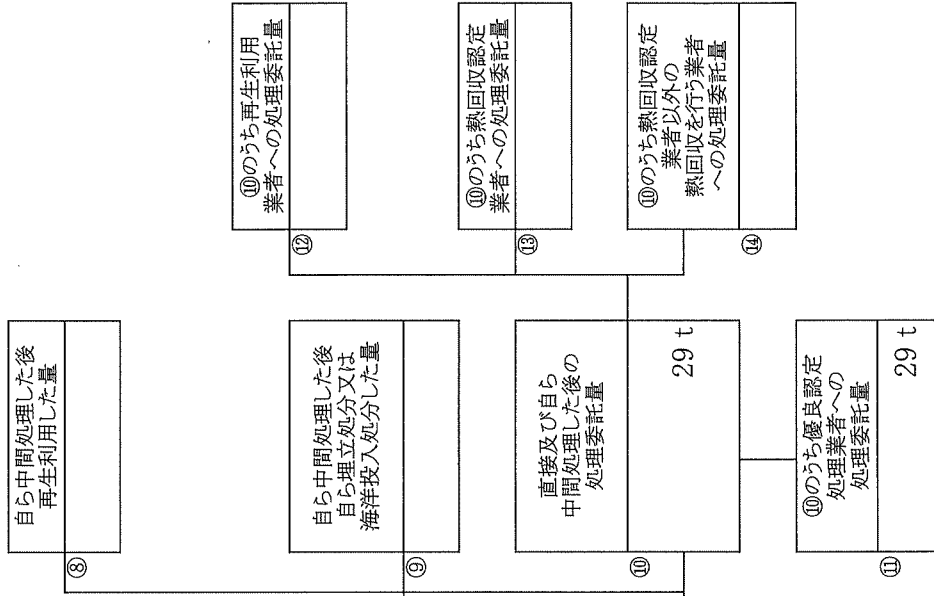 自ら中間処理した後
再生利用した量
⑧
自ら中間処理した後
自ら埋立処分又は
海洋投入処分した量
⑨
直接及び自ら
中間処理した後の
処理委託量
⑩
29 t
⑩のうち優良認定
処理業者への
処理委託量
⑪
29 t
⑩のうち再生利用
業者への処理委託量
⑫
⑩のうち熱回収認定
業者への処理委託量
⑬
⑩のうち熱回収認定
業者以外の
熱回収を行う業者
への処理委託量
⑭